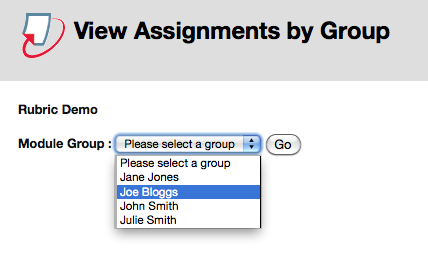 View Assignments by Group
Rubric Demo
Module Group : Please select a group Go
Please select a group
Jane Jones
Joe Bloggs
John Smith
Julie Smith